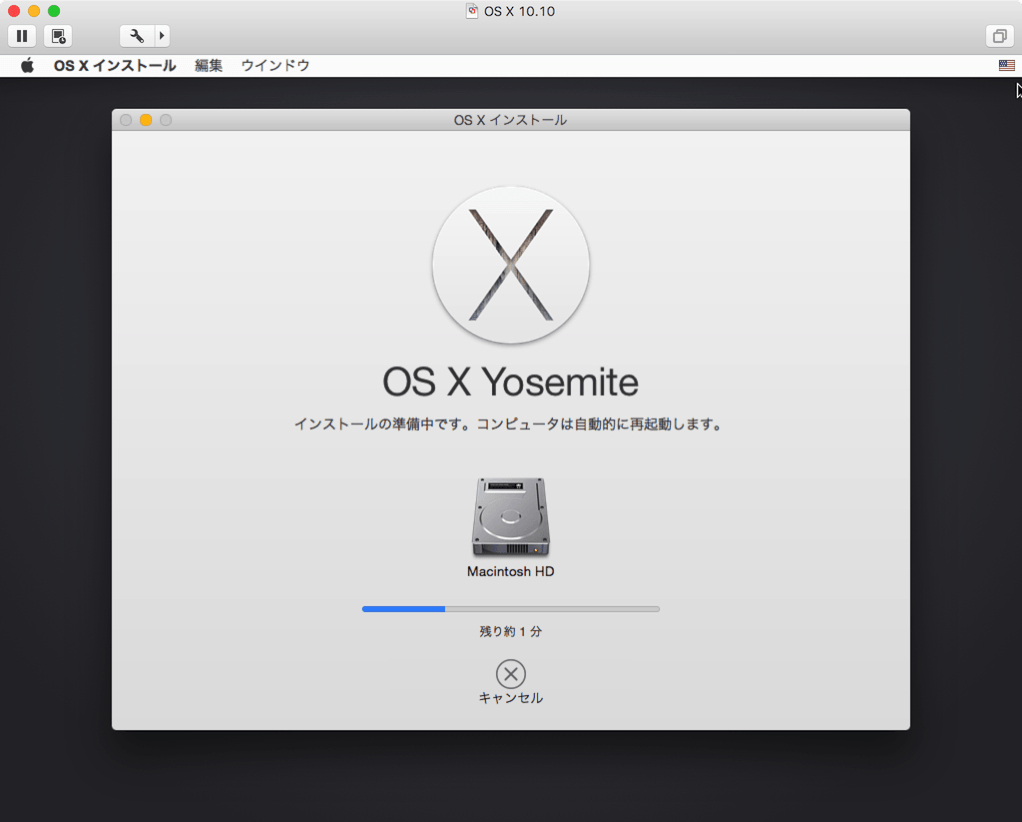 OS X 10.10
OS X インストール 編集 ウインドウ
OS X インストール
OS X Yosemite
インストールの準備中です。コンピュータは自動的に再起動します。
Macintosh HD
残り約 1 分
キャンセル